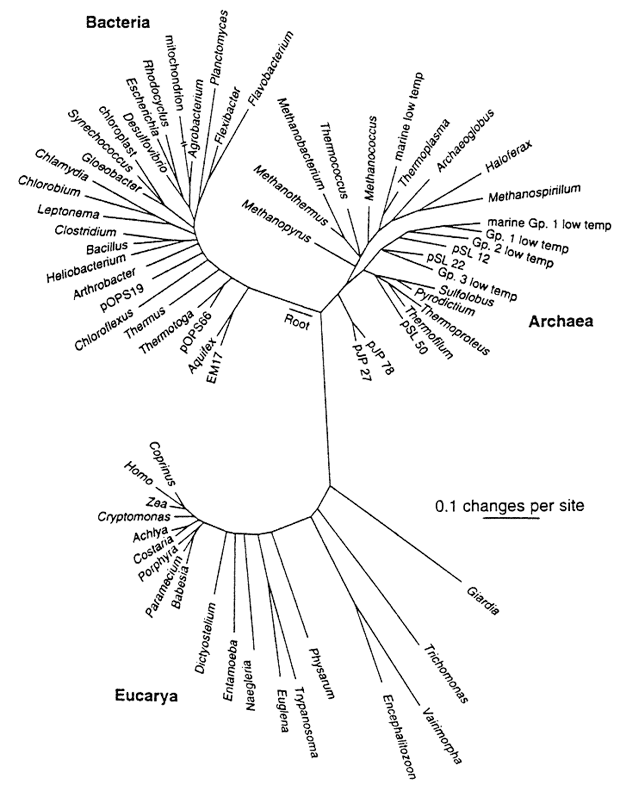 Bacteria
Planctomyces
Flavobacterium
mitochondrion
Rhodocyclus
Escherichia
Desulfovibrio
Agrobacterium
Flexibacter
chloroplast
Synechococcus
Gloeobacter
Chlamydia
Chlorobium
Leptonema
Clostridium
Bacillus
Heliobacterium
Arthrobacter
pOPS19
Chloroflexus
Thermus
Thermotoga
pOPS66
Aquifex
EM17
Root
Methanopyrus
Methanothermus
Methanobacterium
Thermococcus
Methanococcus
marine low temp
Thermoplasma
Archaeoglobus
Haloferax
Methanospirillum
marine Gp. 1 low temp
Gp. 1 low temp
Gp. 2 low temp
pSL 12
pSL 22
Gp. 3 low temp
Sulfolobus
Pyrodictium
Thermoproteus
Thermofilum
pSL 50
pJP 78
pJP 27
Archaea
0.1 changes per site
Coprinus
Homo
Zea
Cryptomonas
Achlya
Costaria
Porphyra
Paramecium
Babesia
Dictyostelium
Entamoeba
Naegleria
Euglena
Trypanosoma
Physarum
Encephalitozoon
Vairimorpha
Trichomonas
Giardia
Eucarya